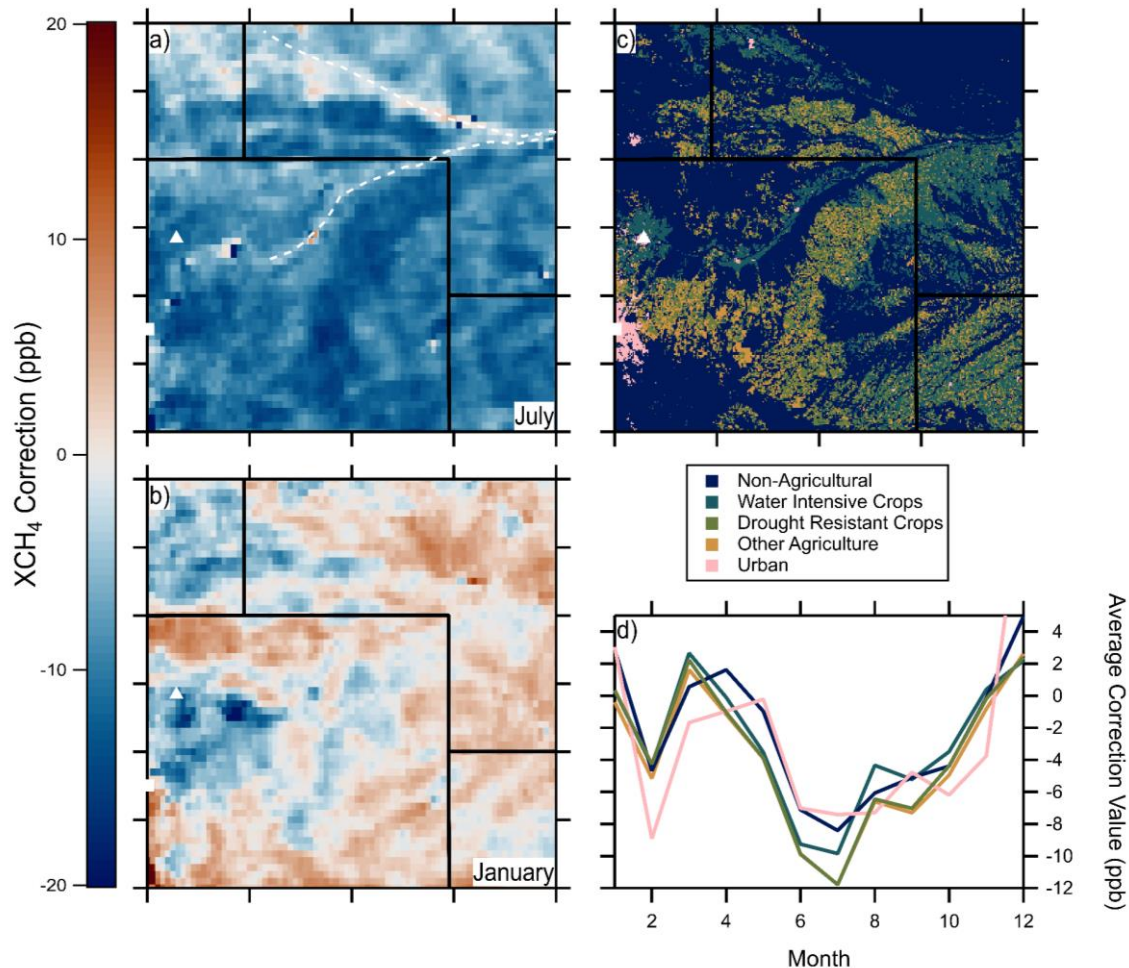 20
10
0
-10
-20
XCH₄ Correction (ppb)
a)
July
b)
January
c)
Non-Agricultural
Water Intensive Crops
Drought Resistant Crops
Other Agriculture
Urban
d)
4
2
0
-2
-4
-6
-8
-10
-12
Average Correction Value (ppb)
2
4
6
8
10
12
Month